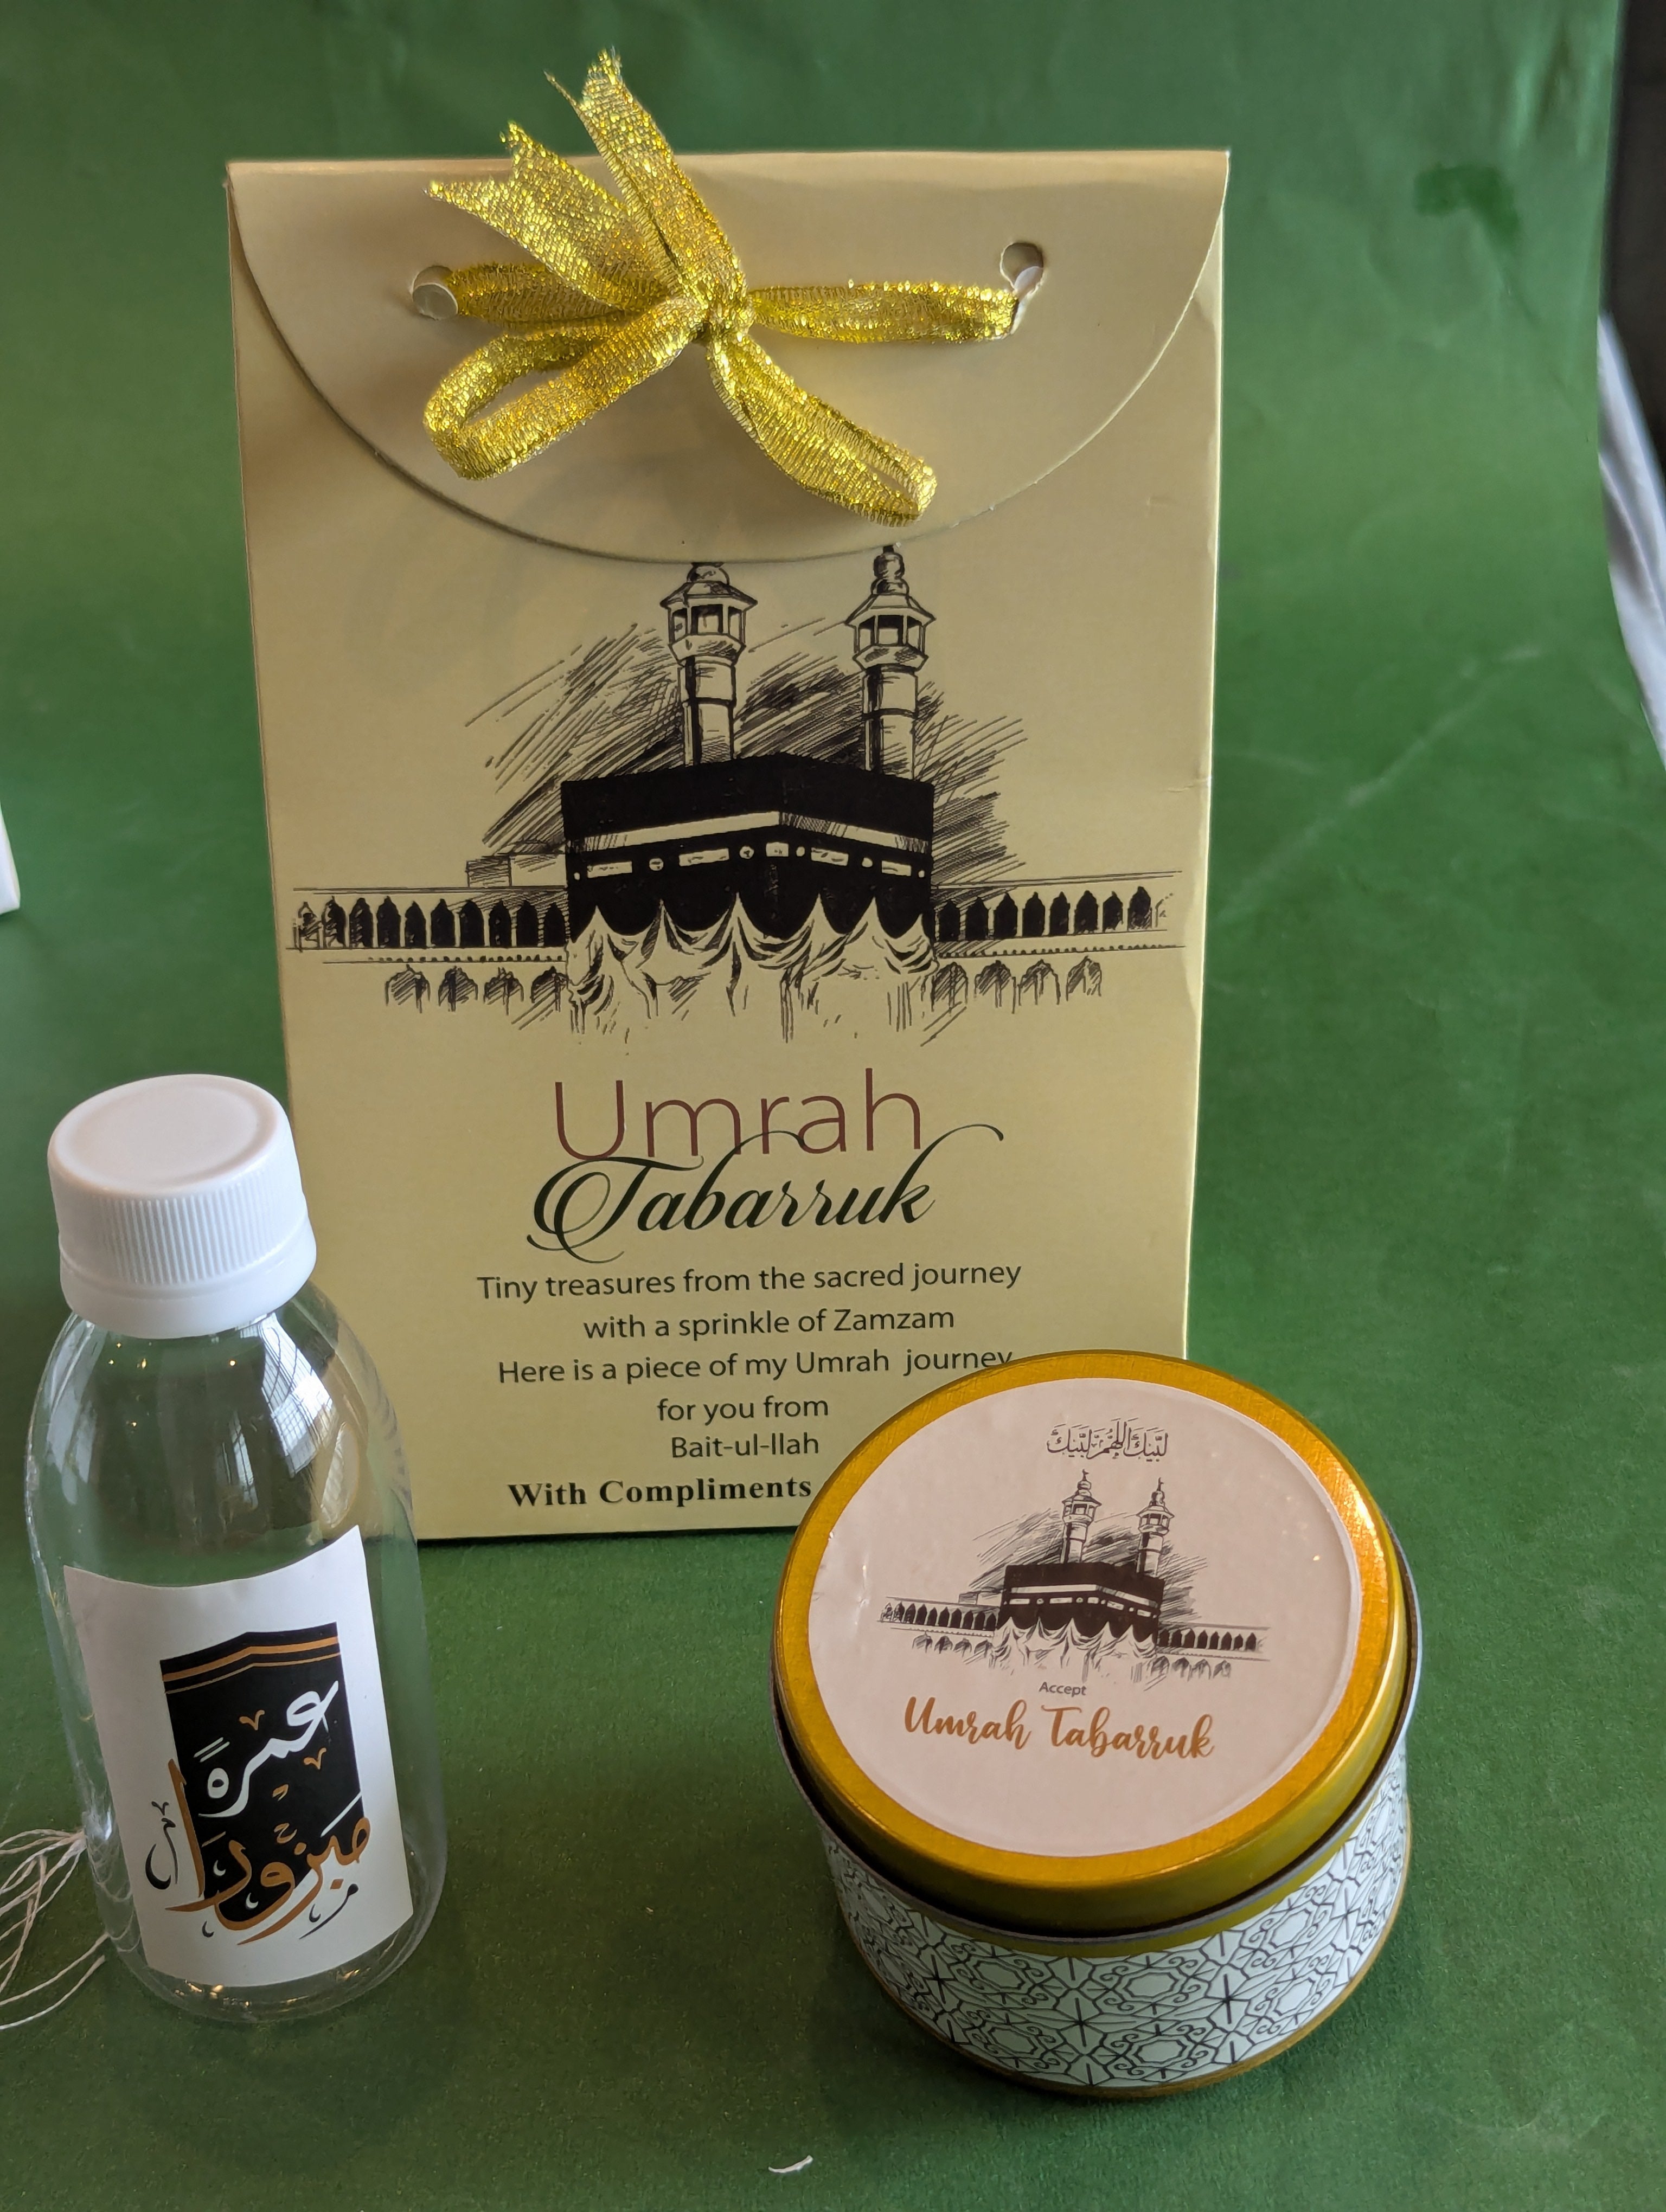 Umrah
Tabarruk
Tiny treasures from the sacred journey
with a sprinkle of Zamzam
Here is a piece of my Umrah journey
for you from
Bait-ul-llah
With Compliments
عمرة
مبرورا
لبيك اللهم لبيك
Accept
Umrah Tabarruk